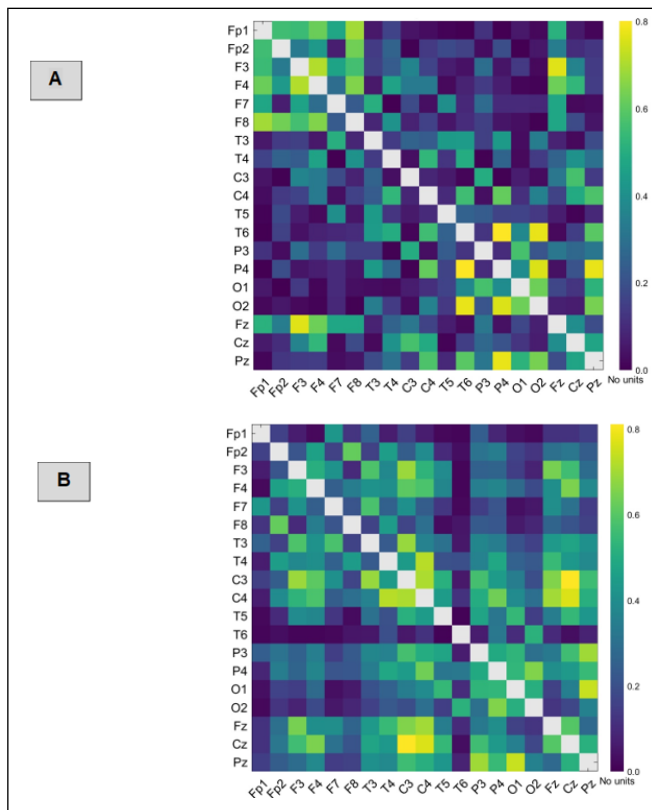 A
Fp1
Fp2
F3
F4
F7
F8
T3
T4
C3
C4
T5
T6
P3
P4
O1
O2
Fz
Cz
Pz
Fp1 Fp2 F3 F4 F7 F8 T3 T4 C3 C4 T5 T6 P3 P4 O1 O2 Fz Cz Pz
0.8
0.6
0.4
0.2
0.0
No units
B
Fp1
Fp2
F3
F4
F7
F8
T3
T4
C3
C4
T5
T6
P3
P4
O1
O2
Fz
Cz
Pz
Fp1 Fp2 F3 F4 F7 F8 T3 T4 C3 C4 T5 T6 P3 P4 O1 O2 Fz Cz Pz
0.8
0.6
0.4
0.2
0.0
No units